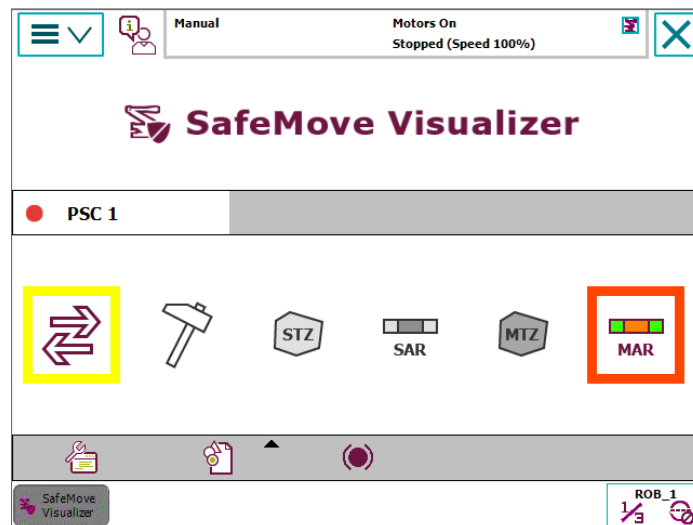 Manual
Motors On
Stopped (Speed 100%)
SafeMove Visualizer
PSC 1
STZ
SAR
MTZ
MAR
SafeMove
Visualizer
ROB_1
1/3